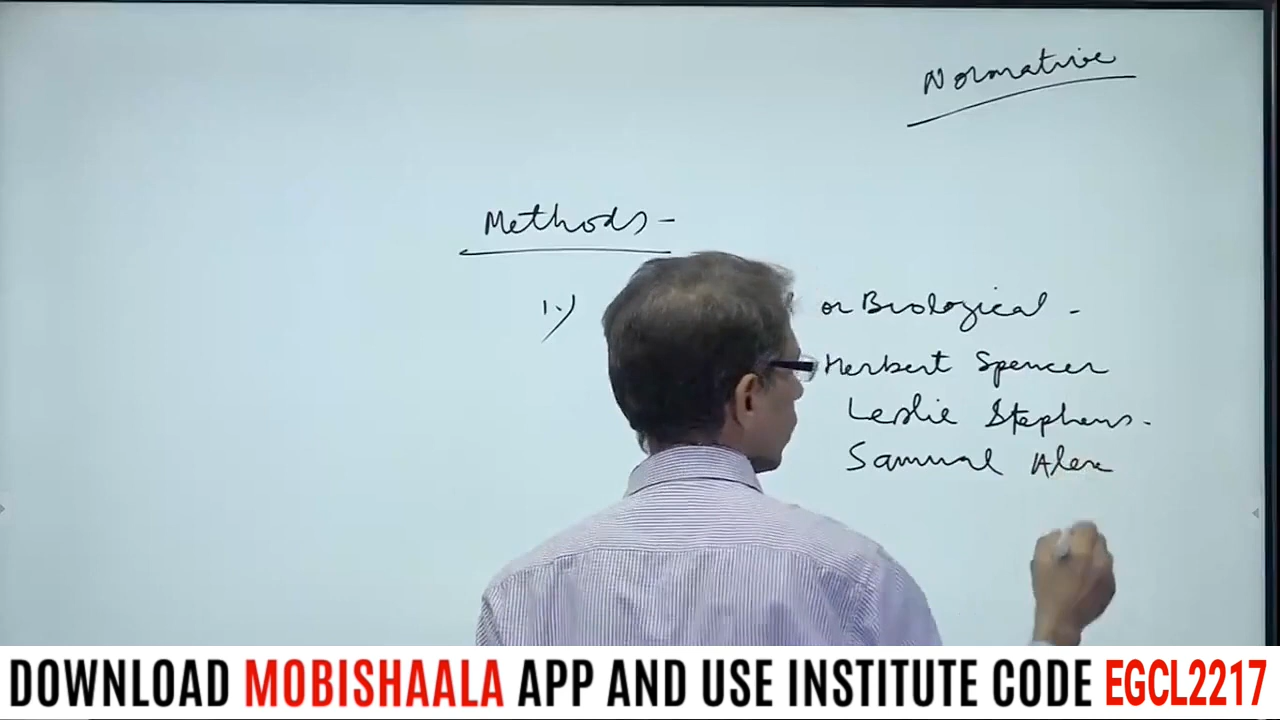 Normative
Methods -
1.) or Biological -
Herbert Spencer
Leslie Stephens.
Samual Alex
DOWNLOAD MOBISHAALA APP AND USE INSTITUTE CODE EGCL2217